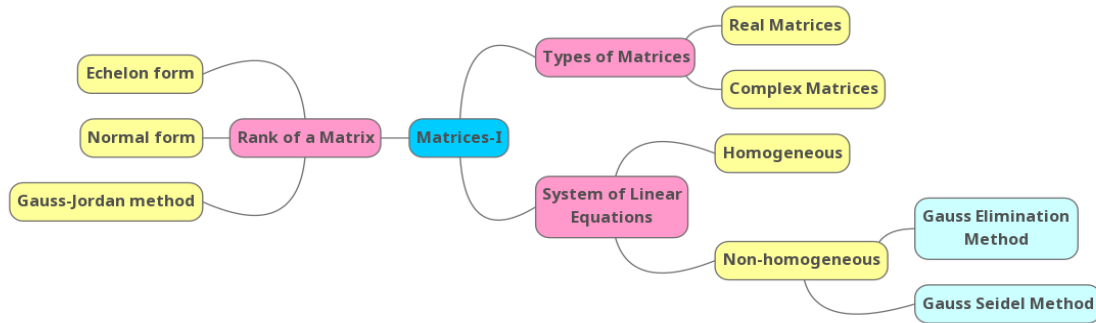 Real Matrices
Types of Matrices
Echelon form
Complex Matrices
Normal form
Rank of a Matrix
Matrices-I
Homogeneous
Gauss-Jordan method
System of Linear
Equations
Gauss Elimination
Method
Non-homogeneous
Gauss Seidel Method